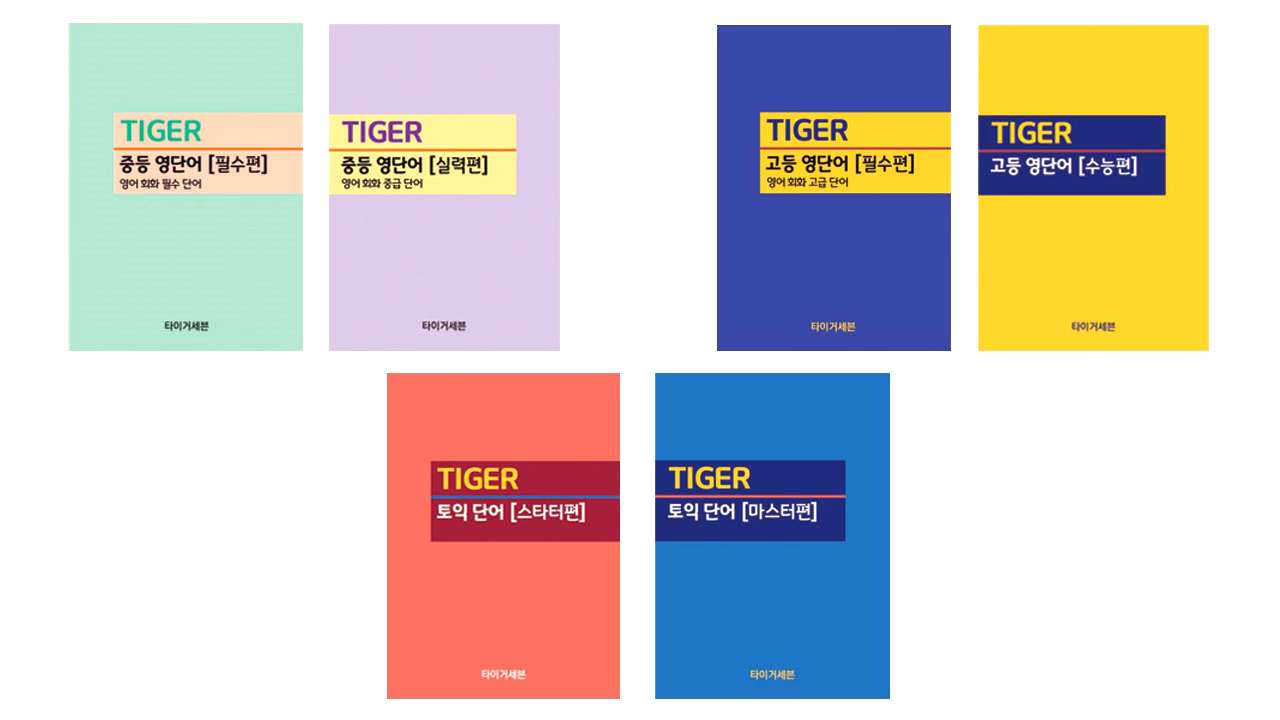 TIGER
중등 영단어 [필수편]
영어 회화 필수 단어
타이거세븐
TIGER
중등 영단어 [실력편]
영어 회화 중급 단어
타이거세븐
TIGER
고등 영단어 [필수편]
영어 회화 고급 단어
타이거세븐
TIGER
고등 영단어 [수능편]
타이거세븐
TIGER
토익 단어 [스타터편]
타이거세븐
TIGER
토익 단어 [마스터편]
타이거세븐